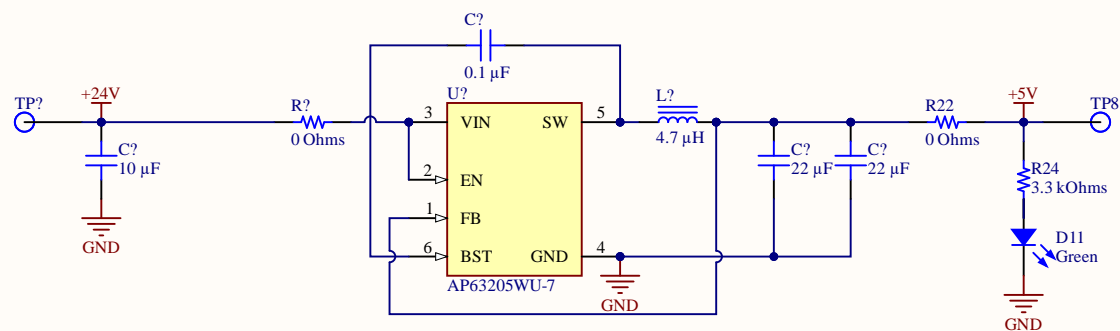 C?
0.1 µF
TP?
+24V
R?
0 Ohms
C?
10 µF
GND
U?
3
VIN
SW
5
2
EN
1
FB
6
BST
GND
4
AP63205WU-7
GND
L?
4.7 µH
C?
22 µF
C?
22 µF
R22
0 Ohms
+5V
TP8
R24
3.3 kOhms
D11
Green
GND